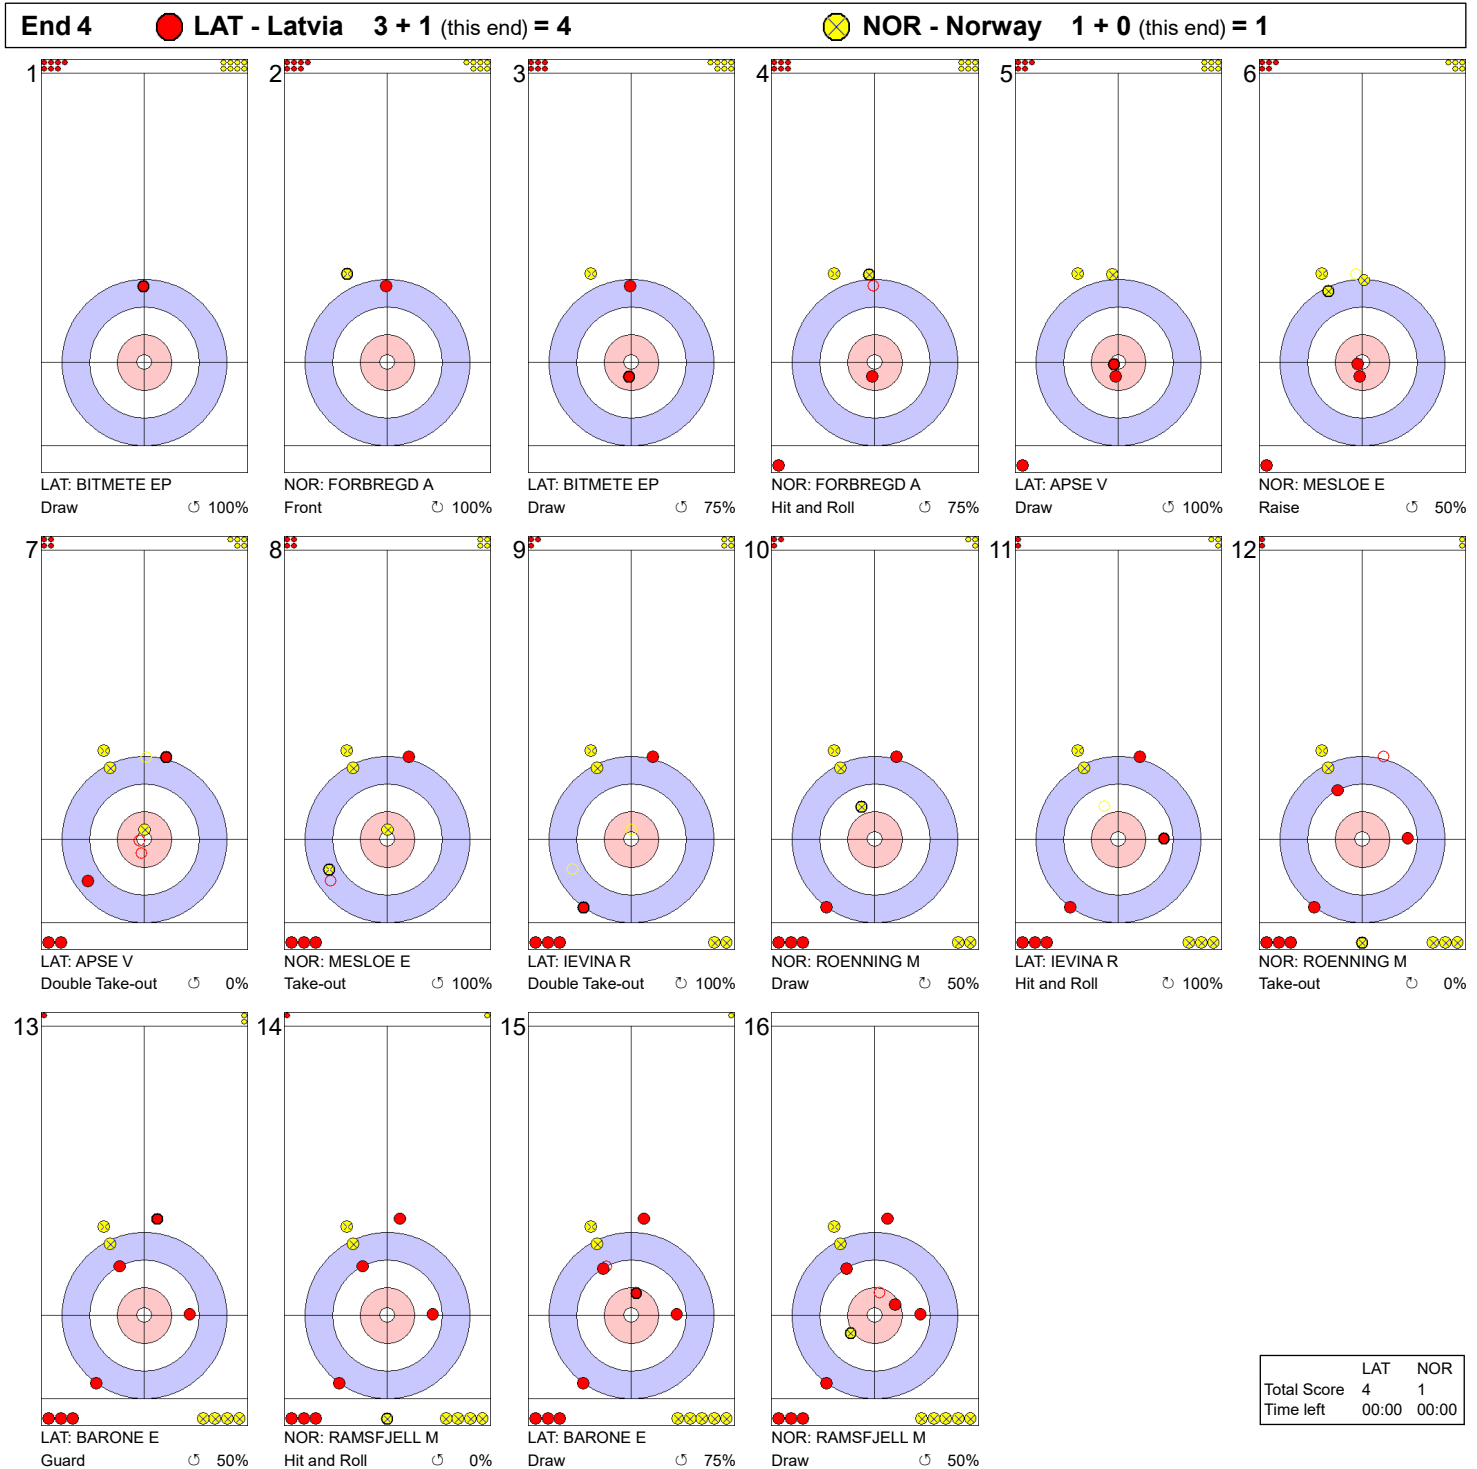 End 4 LAT - Latvia 3 + 1 (this end) = 4 NOR - Norway 1 + 0 (this end) = 1
1 2 3 4 5 6
LAT: BITMETE EP NOR: FORBREGD A LAT: BITMETE EP NOR: FORBREGD A LAT: APSE V NOR: MESLOE E
Draw 100% Front 100% Draw 75% Hit and Roll 75% Draw 100% Raise 50%
7 8 9 10 11 12
LAT: APSE V NOR: MESLOE E LAT: IEVINA R NOR: ROENNING M LAT: IEVINA R NOR: ROENNING M
Double Take-out 0% Take-out 100% Double Take-out 100% Draw 50% Hit and Roll 100% Take-out 0%
13 14 15 16
LAT: BARONE E NOR: RAMSFJELL M LAT: BARONE E NOR: RAMSFJELL M
Guard 50% Hit and Roll 0% Draw 75% Draw 50%
LAT NOR
Total Score 4 1
Time left 00:00 00:00